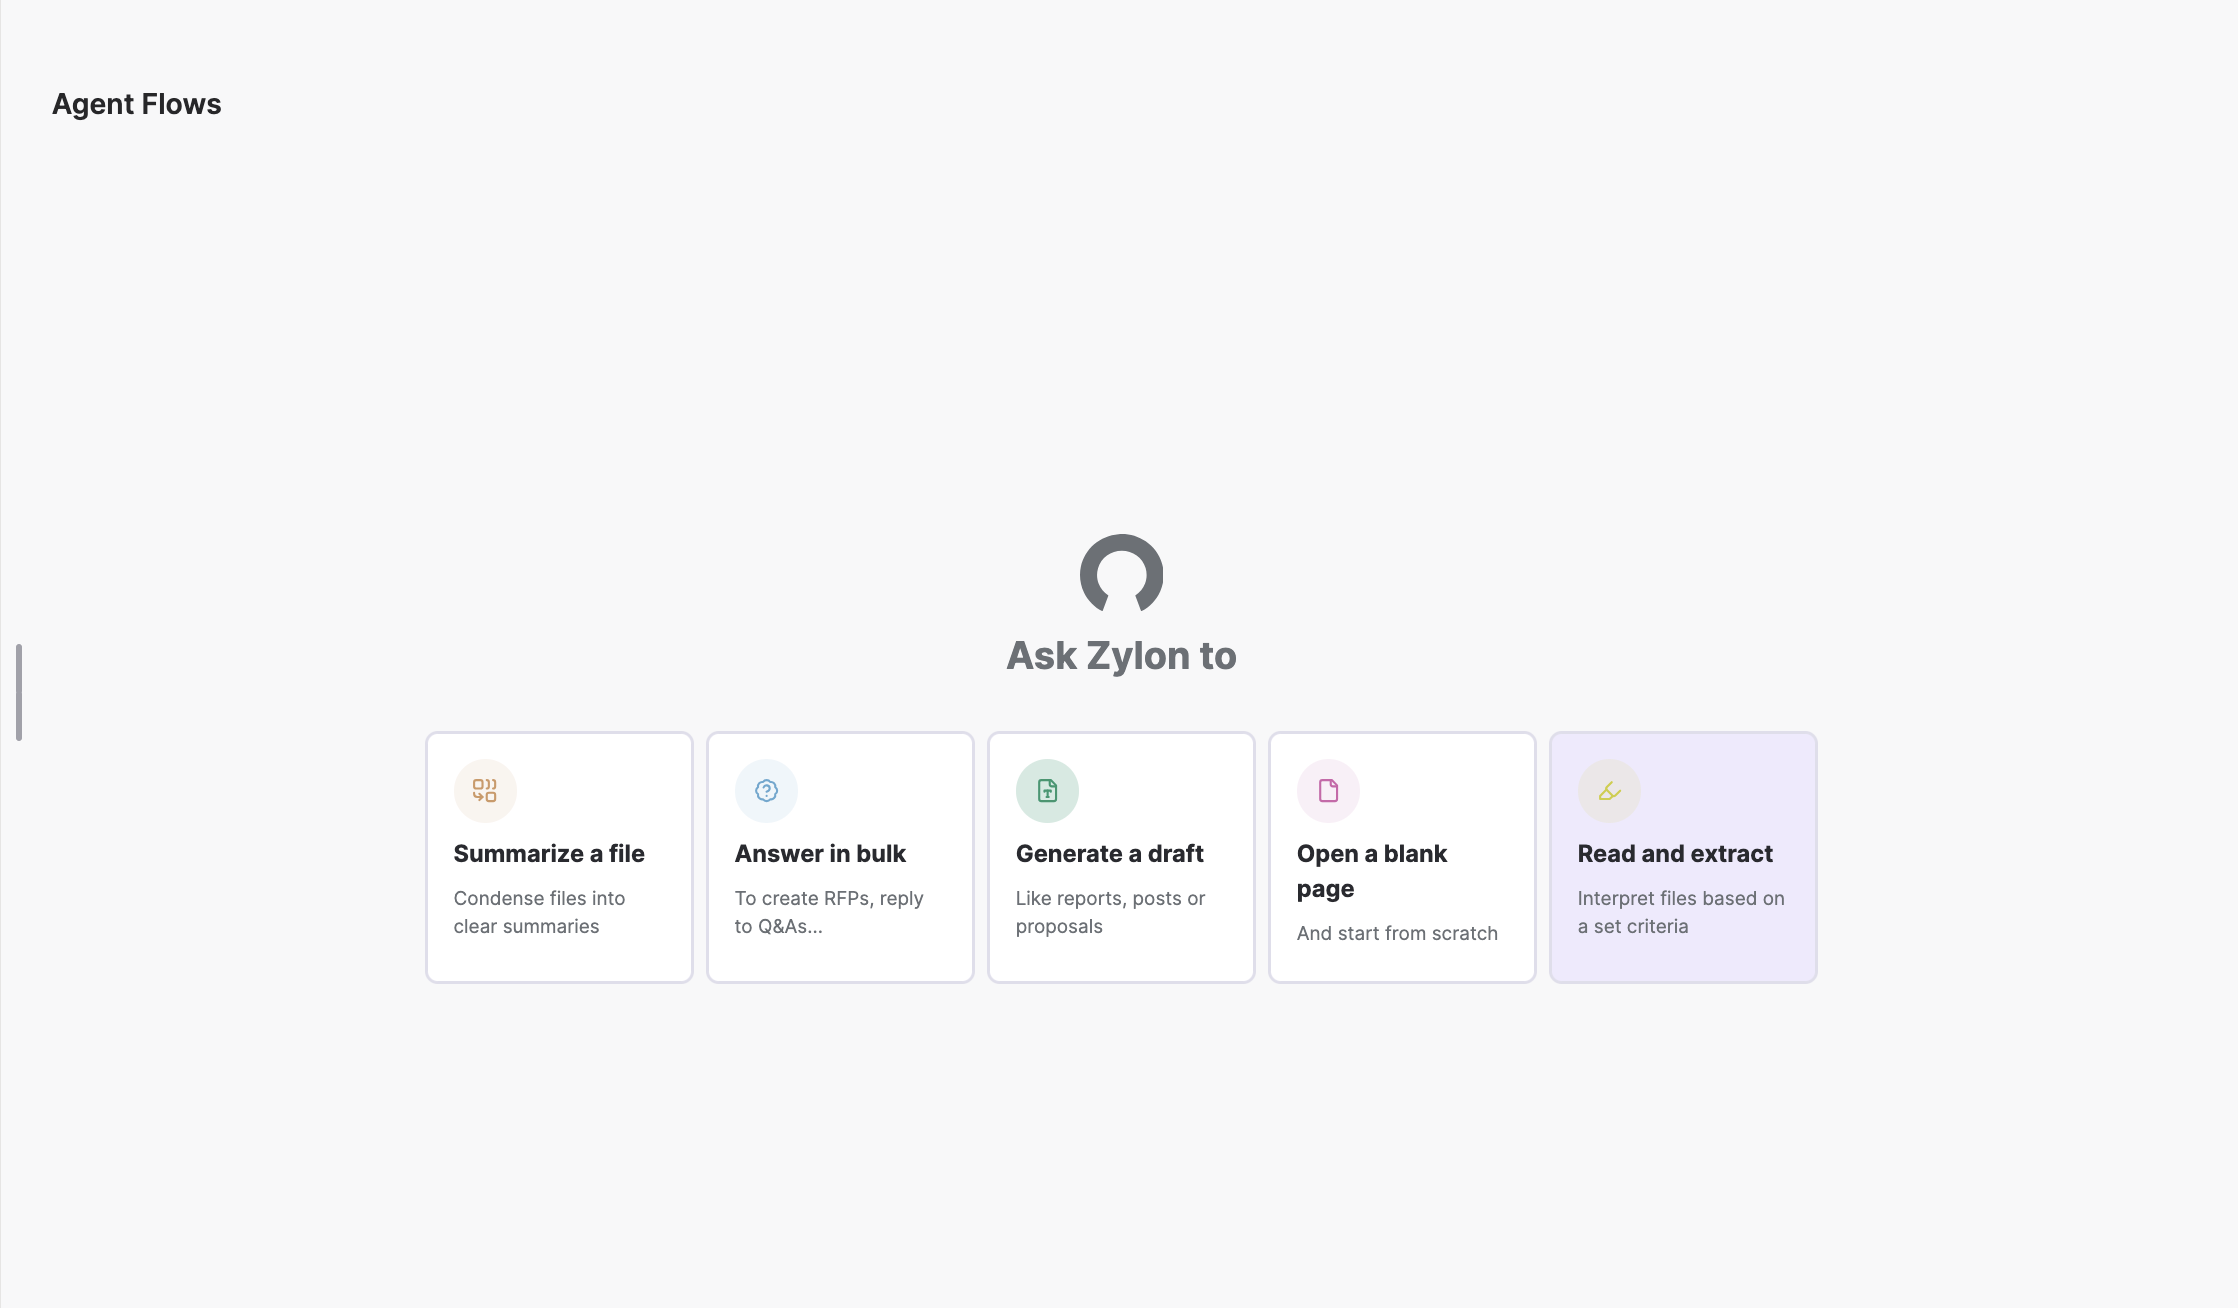 Agent Flows
Ask Zylon to
Summarize a file
Condense files into
clear summaries
Answer in bulk
To create RFPs, reply
to Q&As...
Generate a draft
Like reports, posts or
proposals
Open a blank
page
And start from scratch
Read and extract
Interpret files based on
a set criteria